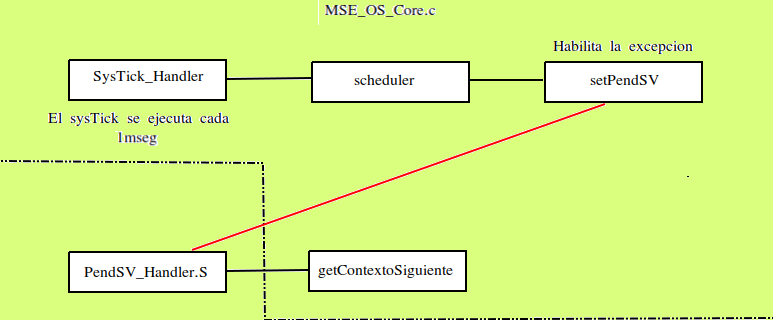 MSE_OS_Core.c
Habilita la excepcion
SysTick_Handler
scheduler
setPendSV
El sysTick se ejecuta cada
1mseg
PendSV_Handler.S
getContextoSiguiente